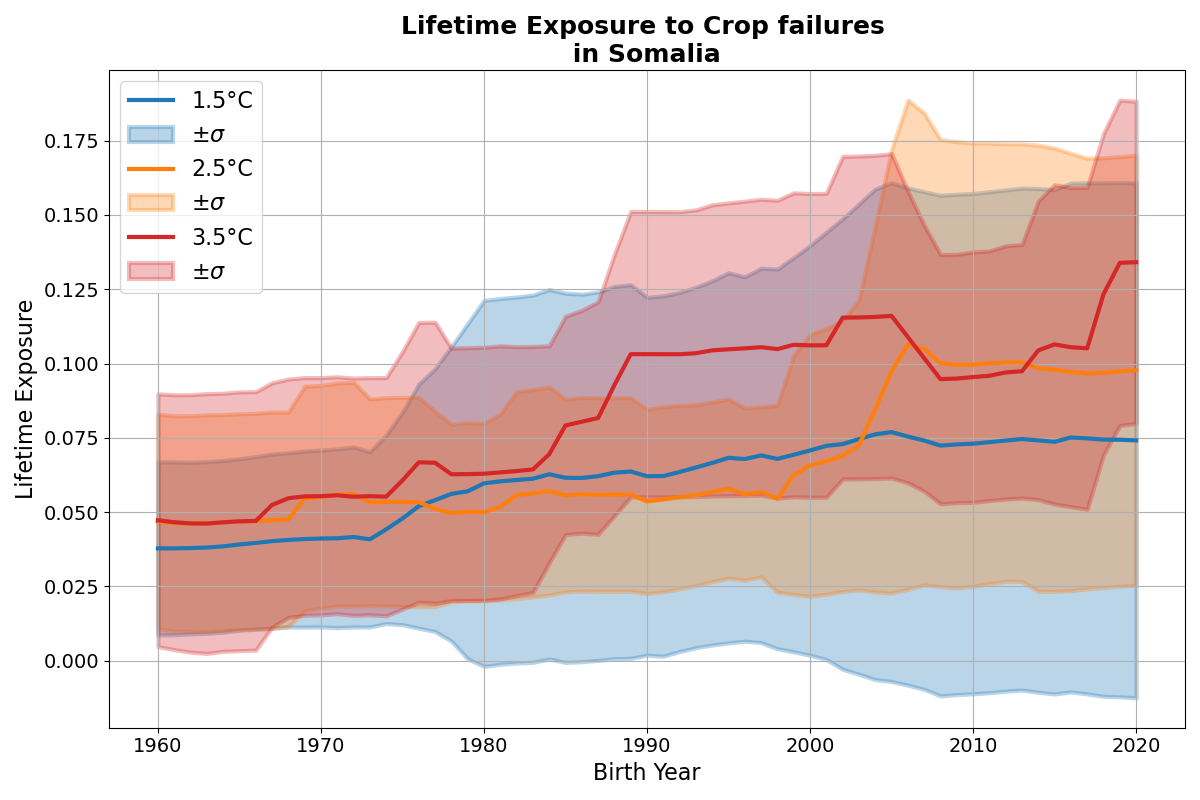 Lifetime Exposure to Crop failures
in Somalia
1.5°C
±σ
2.5°C
±σ
3.5°C
±σ
Lifetime Exposure
0.175
0.150
0.125
0.100
0.075
0.050
0.025
0.000
1960 1970 1980 1990 2000 2010 2020
Birth Year